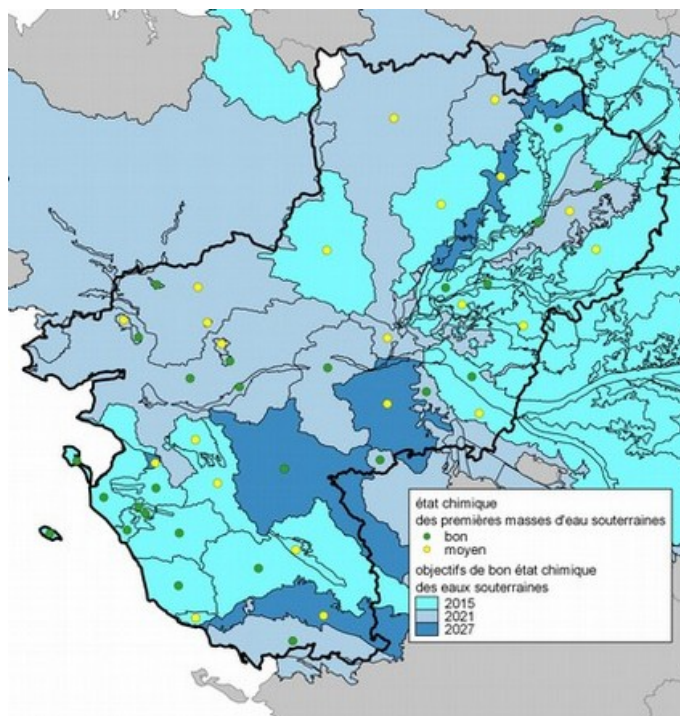 état chimique
des premières masses d'eau souterraines
bon
moyen
objectifs de bon état chimique
des eaux souterraines
2015
2021
2027